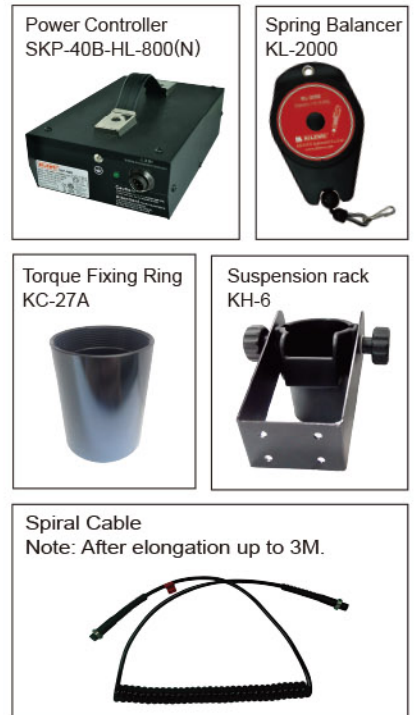 Power Controller
SKP-40B-HL-800(N)
Spring Balancer
KL-2000
Torque Fixing Ring
KC-27A
Suspension rack
KH-6
Spiral Cable
Note: After elongation up to 3M.